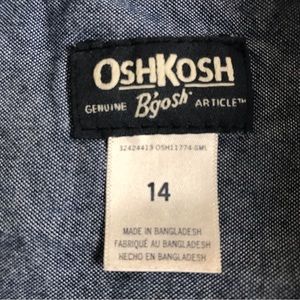 OSHKOSH
GENUINE B'gosh ARTICLE™
32424413 OSH11774-GML
14
MADE IN BANGLADESH
FABRIQUÉ AU BANGLADESH
HECHO EN BANGLADESH